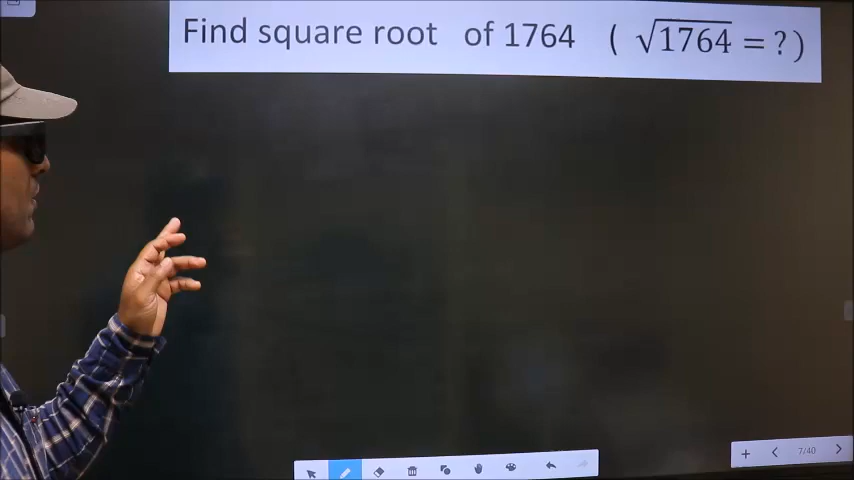 Find square root of 1764 ( √1764 = ? )
7/40